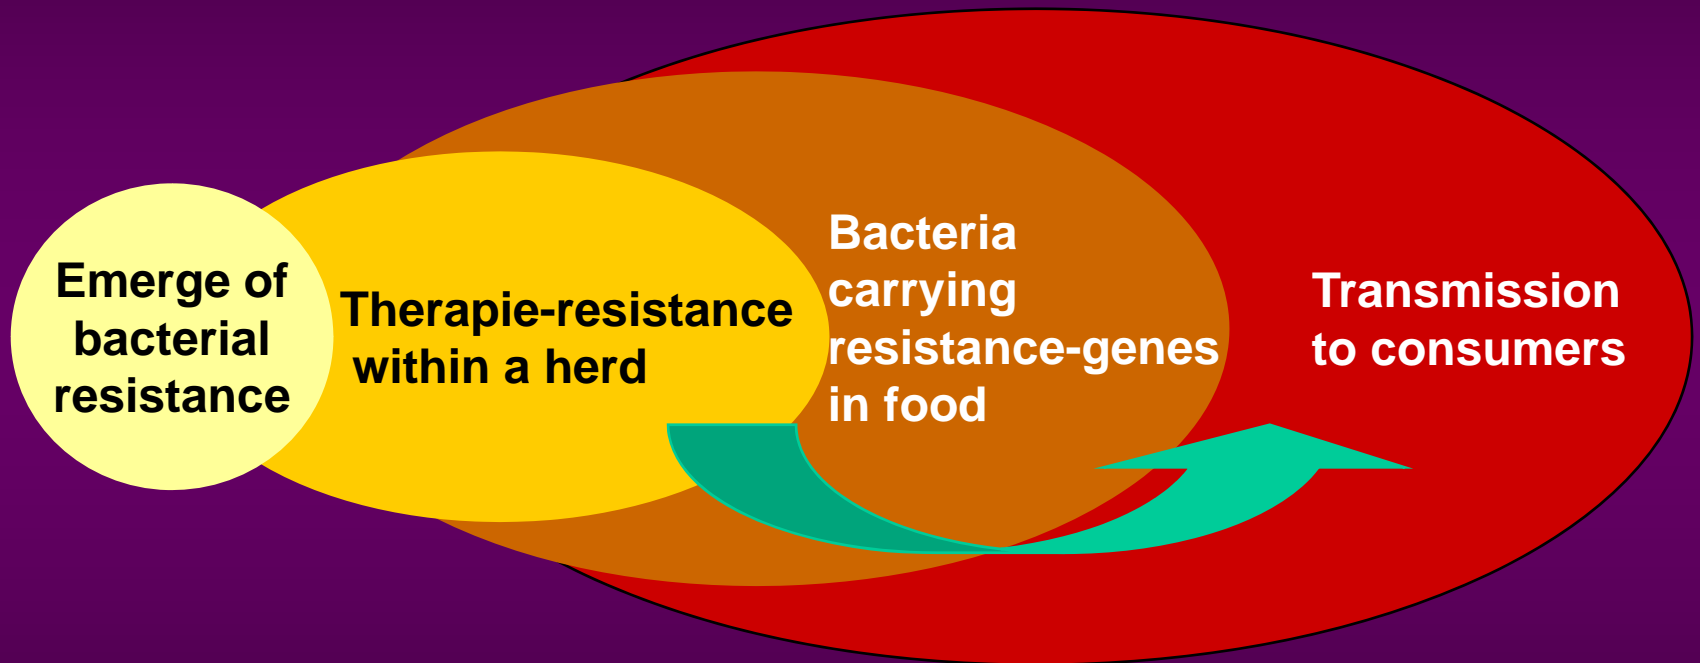 Emerge of
bacterial
resistance
Therapie-resistance
within a herd
Bacteria
carrying
resistance-genes
in food
Transmission
to consumers